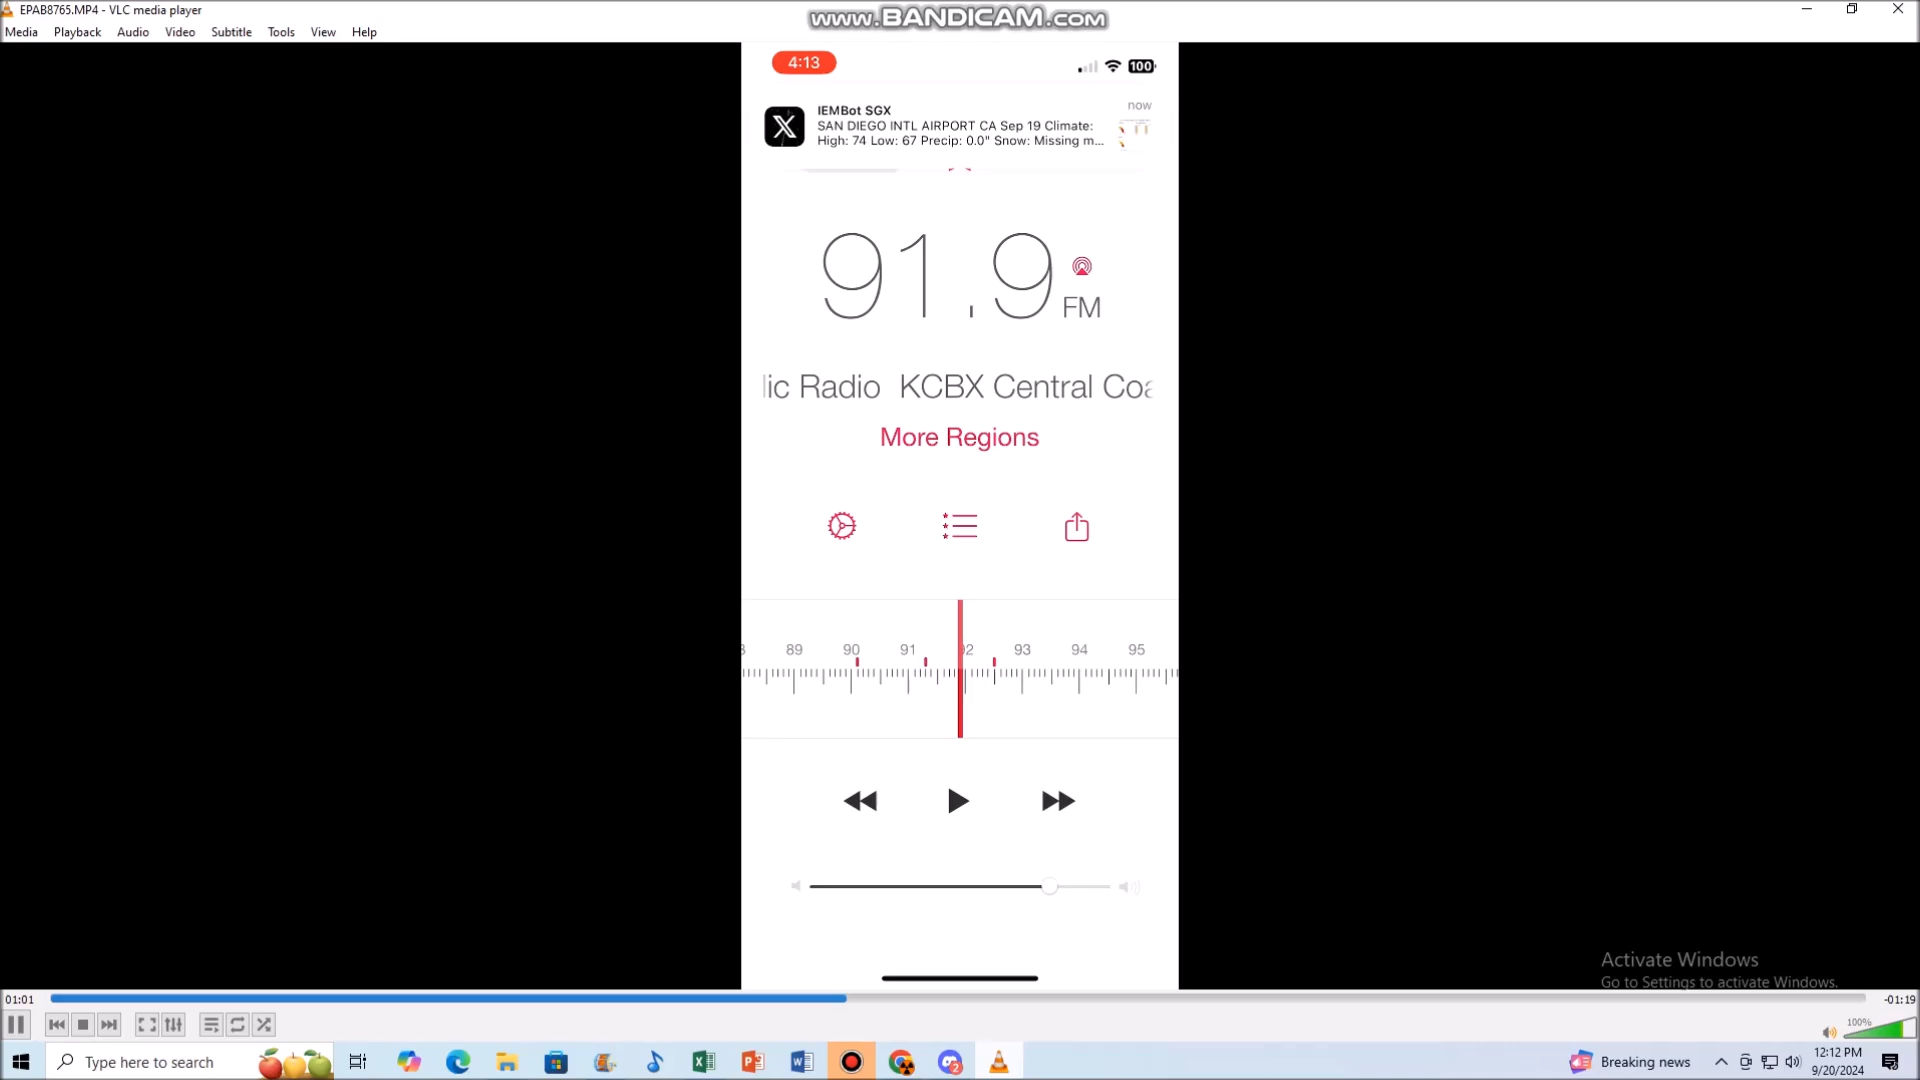 EPAB8765.MP4 - VLC media player
www.BANDICAM.com
Media Playback Audio Video Subtitle Tools View Help
4:13
100
IEMBot SGX
now
SAN DIEGO INTL AIRPORT CA Sep 19 Climate:
High: 74 Low: 67 Precip: 0.0" Snow: Missing m...
91.9
FM
lic Radio KCBX Central Coa
More Regions
89 90 91 92 93 94 95
Activate Windows
Go to Settings to activate Windows.
01:01
-01:19
100%
Type here to search
2
Breaking news
12:12 PM
9/20/2024